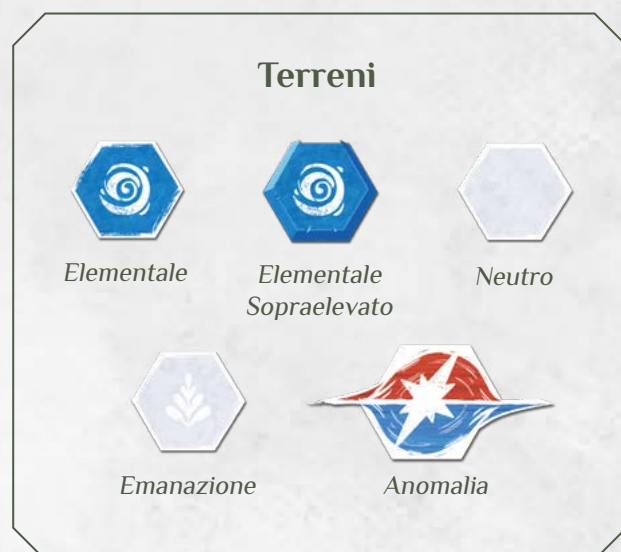 Terreni
Elementale
Elementale
Sopraelevato
Neutro
Emanazione
Anomalia